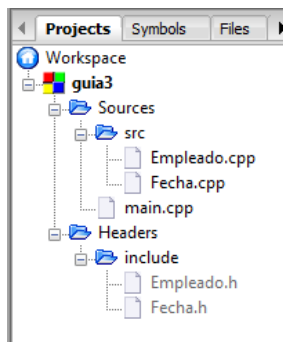 Projects Symbols Files
Workspace
guia3
Sources
src
Empleado.cpp
Fecha.cpp
main.cpp
Headers
include
Empleado.h
Fecha.h